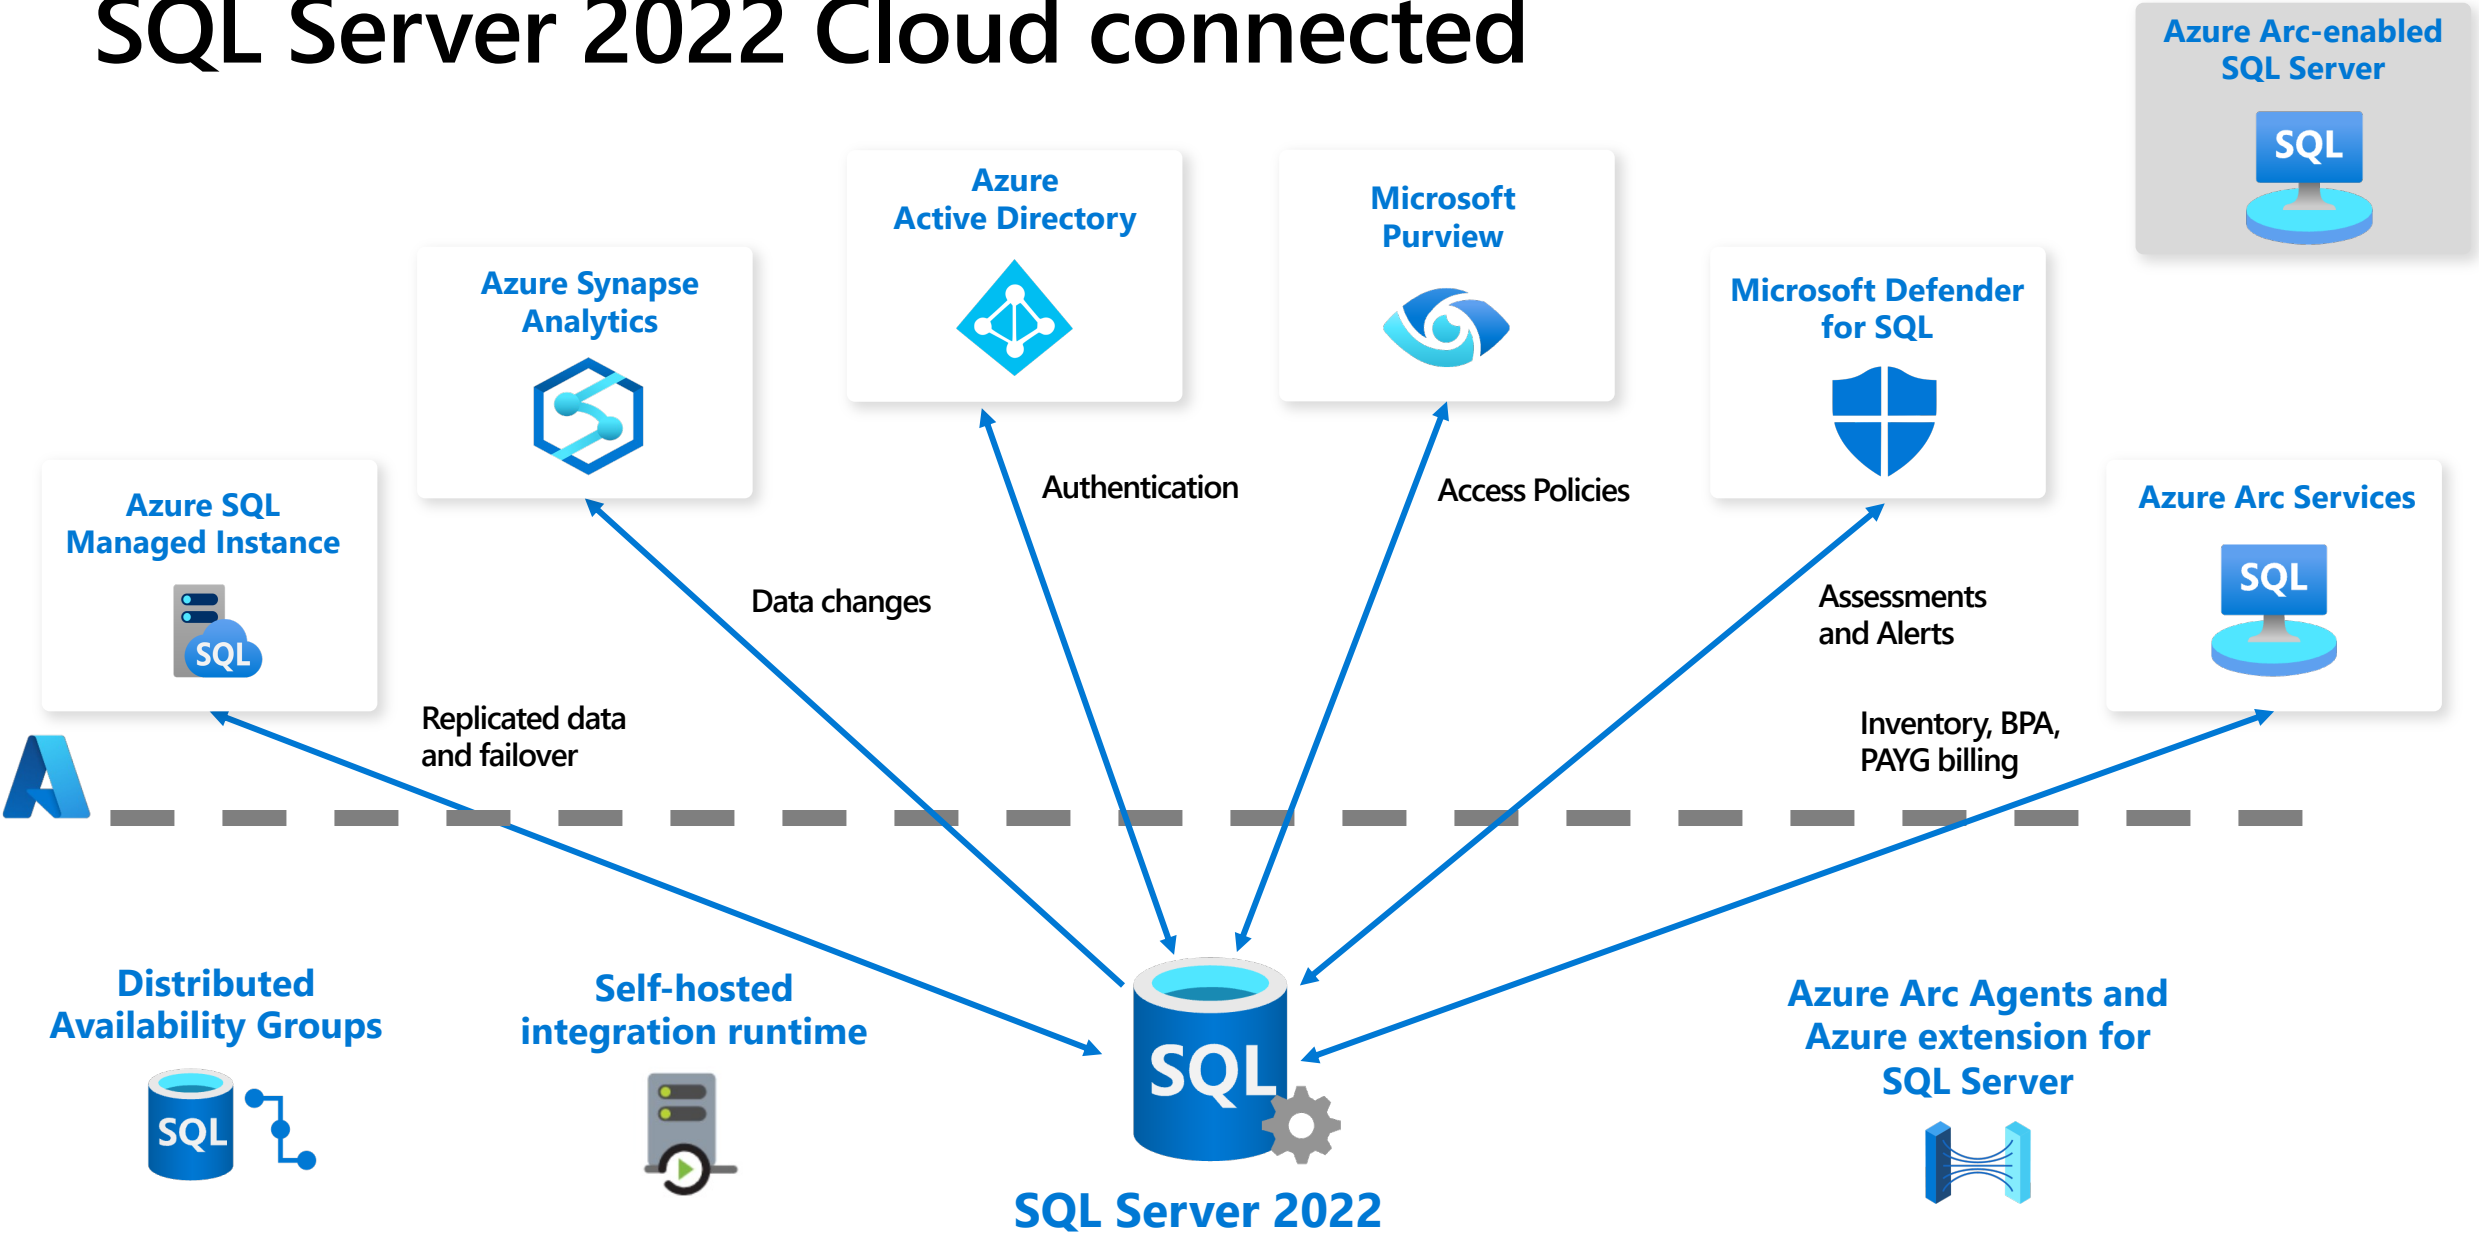 SQL Server 2022 Cloud connected
Azure Arc-enabled
SQL Server
SQL
Azure
Active Directory
Microsoft
Purview
Azure Synapse
Analytics
Microsoft Defender
for SQL
Azure SQL
Managed Instance
SQL
Azure Arc Services
SQL
Authentication
Access Policies
Data changes
Assessments
and Alerts
Replicated data
and failover
Inventory, BPA,
PAYG billing
Distributed
Availability Groups
SQL
Self-hosted
integration runtime
SQL
SQL Server 2022
Azure Arc Agents and
Azure extension for
SQL Server